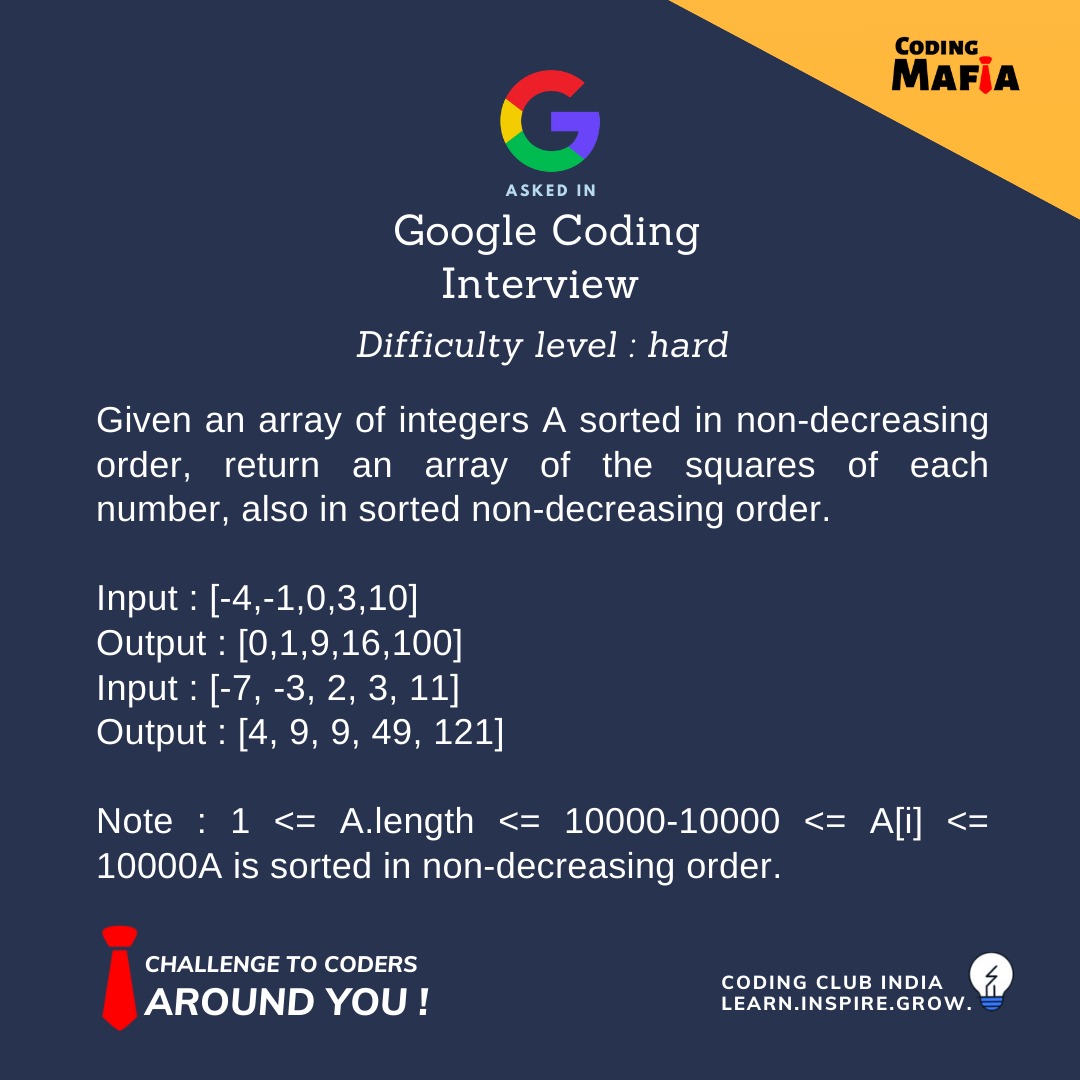 CODING
MAFIA
G
ASKED IN
Google Coding
Interview
Difficulty level : hard
Given an array of integers A sorted in non-decreasing
order, return an array of the squares of each
number, also in sorted non-decreasing order.
Input : [-4,-1,0,3,10]
Output : [0,1,9,16,100]
Input : [-7, -3, 2, 3, 11]
Output : [4, 9, 9, 49, 121]
Note : 1 <= A.length <= 10000-10000 <= A[i] <=
10000A is sorted in non-decreasing order.
CHALLENGE TO CODERS
AROUND YOU !
CODING CLUB INDIA
LEARN.INSPIRE.GROW.